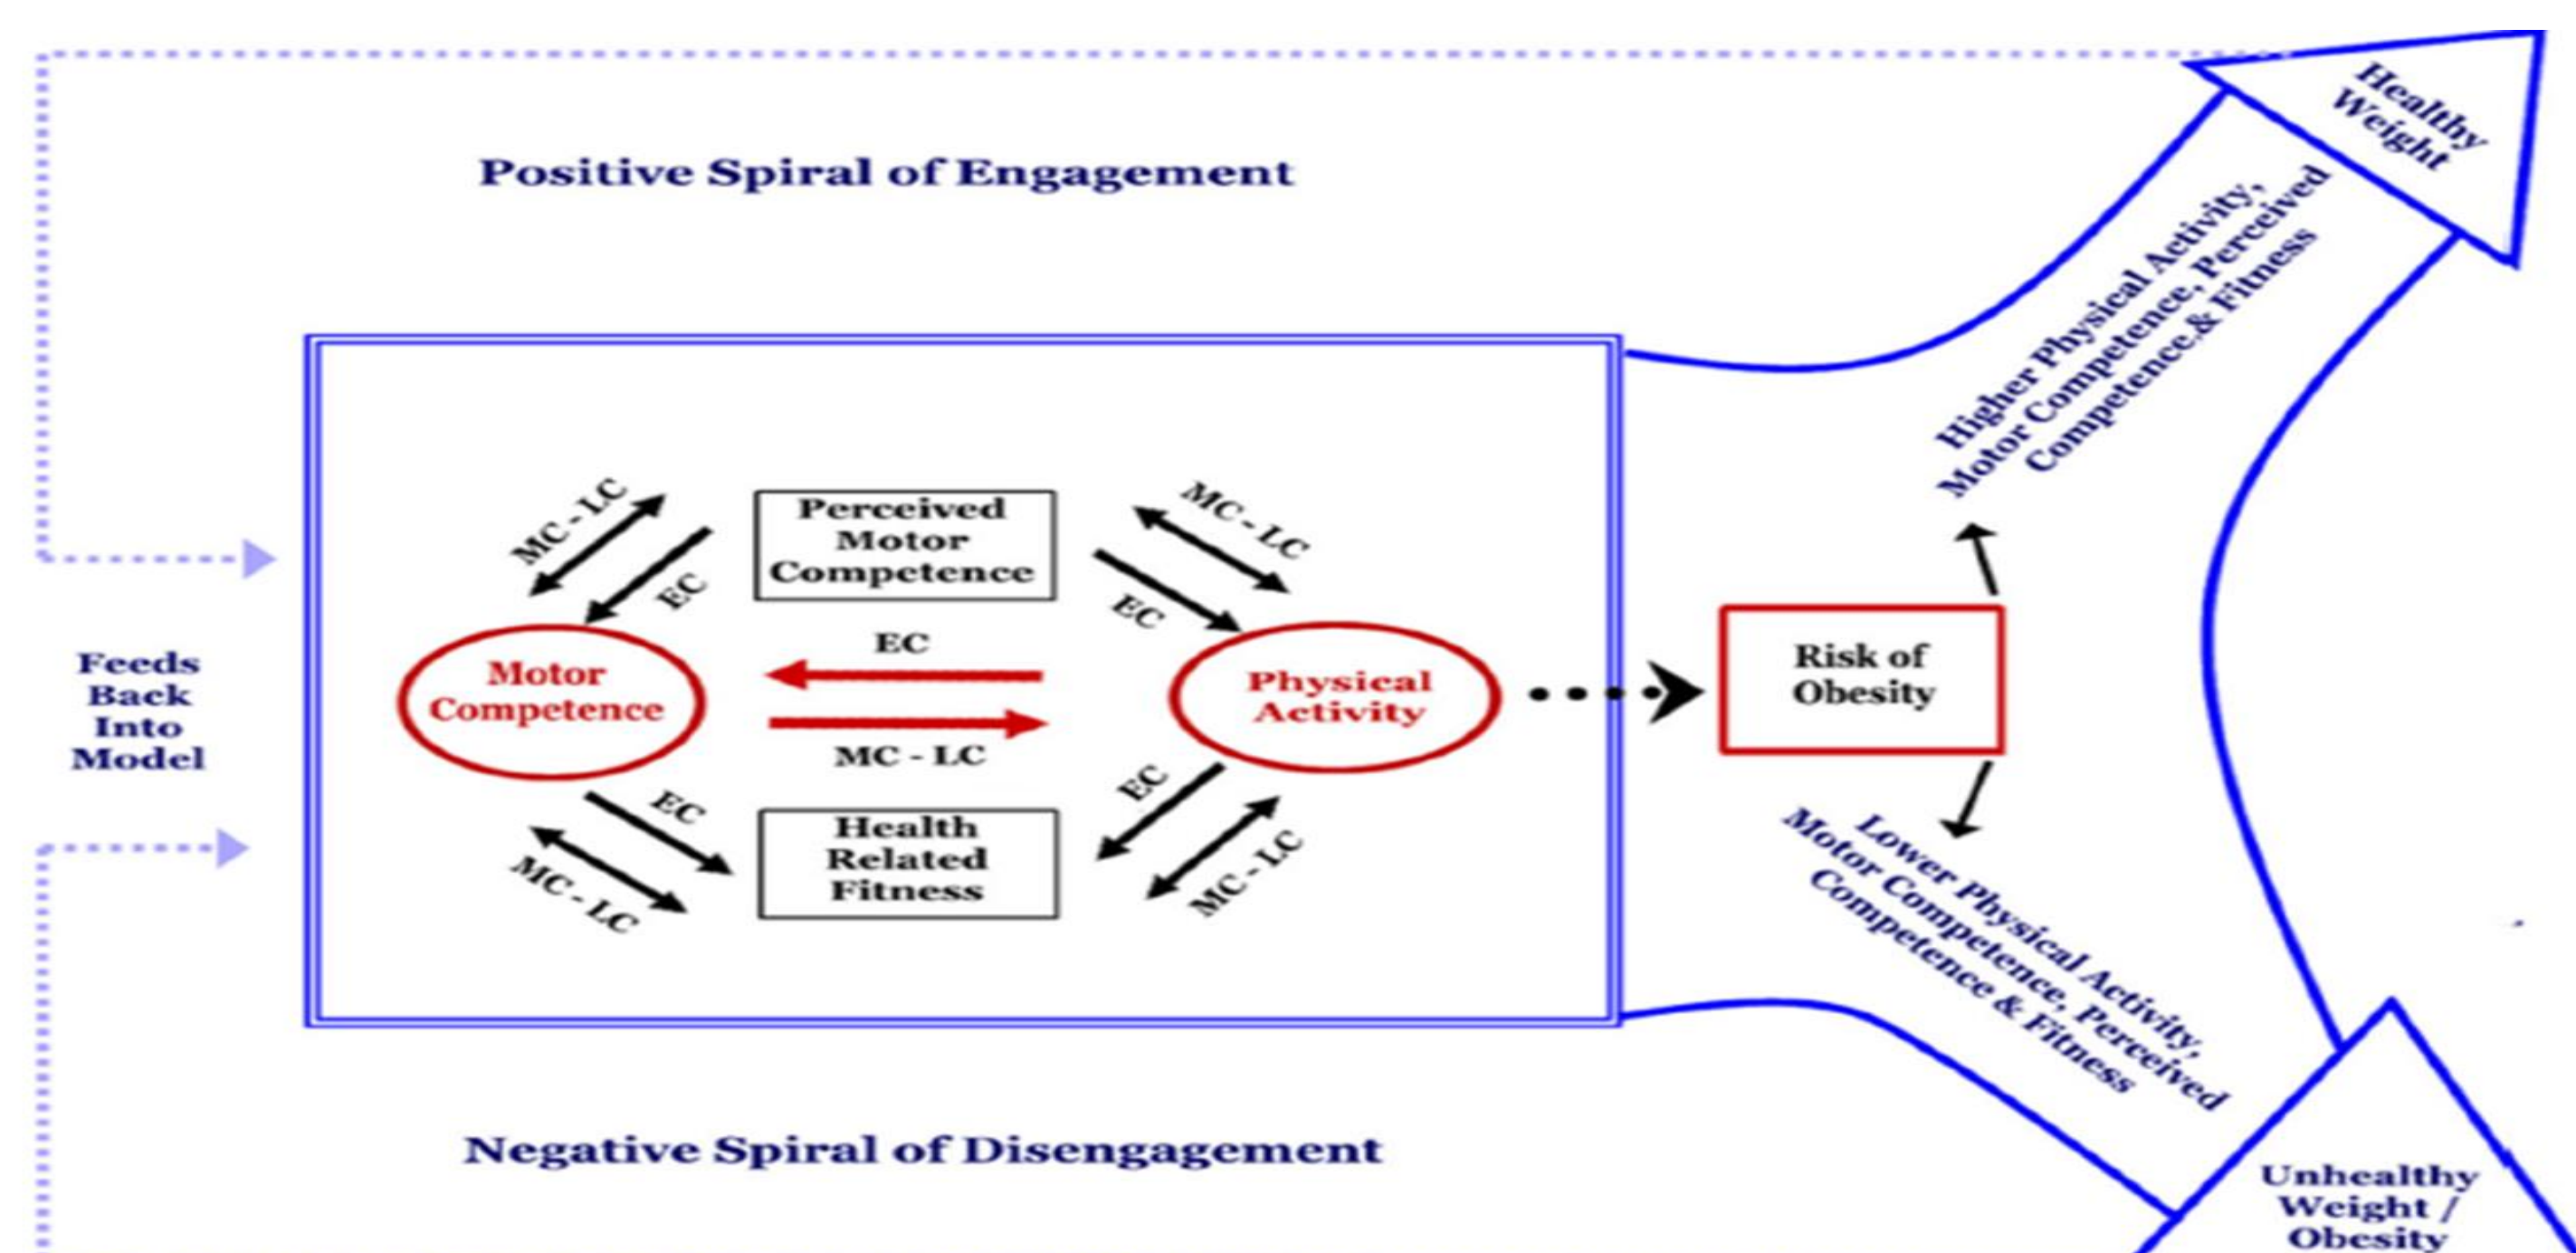 Healthy
Weight
Positive Spiral of Engagement
Higher Physical Activity,
Motor Competence, Perceived
Competence.& Fitness
MC - LC
EC
Perceived
Motor
Competence
MC - LC
EC
EC
Motor
Competence
Physical
Activity
MC - LC
Risk of
Obesity
Feeds
Back
Into
Model
EC
MC - LC
Health
Related
Fitness
EC
MC - LC
Lower Physical Activity,
Motor Competence, Perceived
Competence & Fitness
Negative Spiral of Disengagement
Unhealthy
Weight /
Obesity